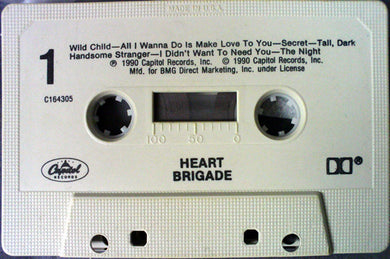 MADE IN U.S.A.
1
Wild Child—All I Wanna Do Is Make Love To You—Secret—Tall, Dark
Handsome Stranger—I Didn't Want To Need You—The Night
℗ 1990 Capitol Records, Inc. © 1990 Capitol Records, Inc.
Mfd. for BMG Direct Marketing, Inc. under License
C164305
100 50 0
HEART
BRIGADE
Capitol
RECORDS